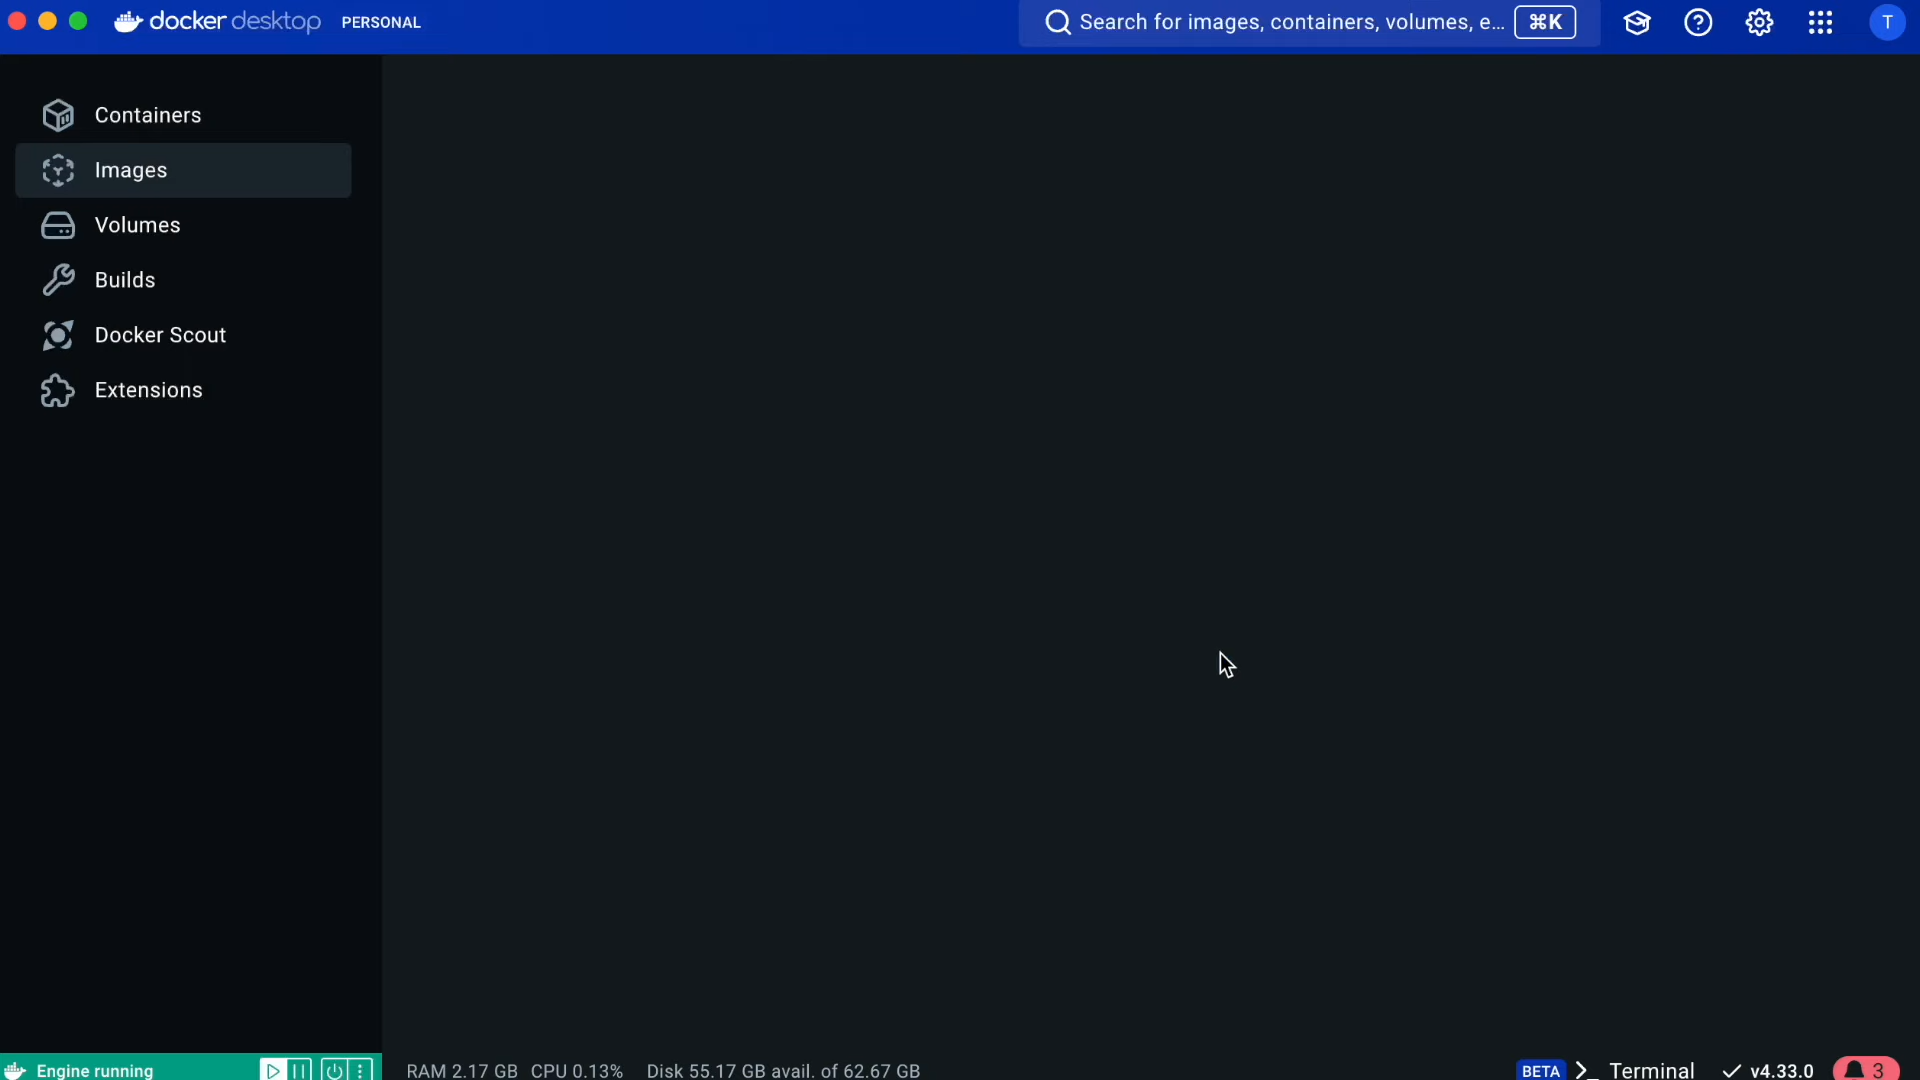 docker desktop PERSONAL
Search for images, containers, volumes, e... ⌘K
T
Containers
Images
Volumes
Builds
Docker Scout
Extensions
Engine running
RAM 2.17 GB CPU 0.13% Disk 55.17 GB avail. of 62.67 GB
BETA >_ Terminal ✓ v4.33.0
3